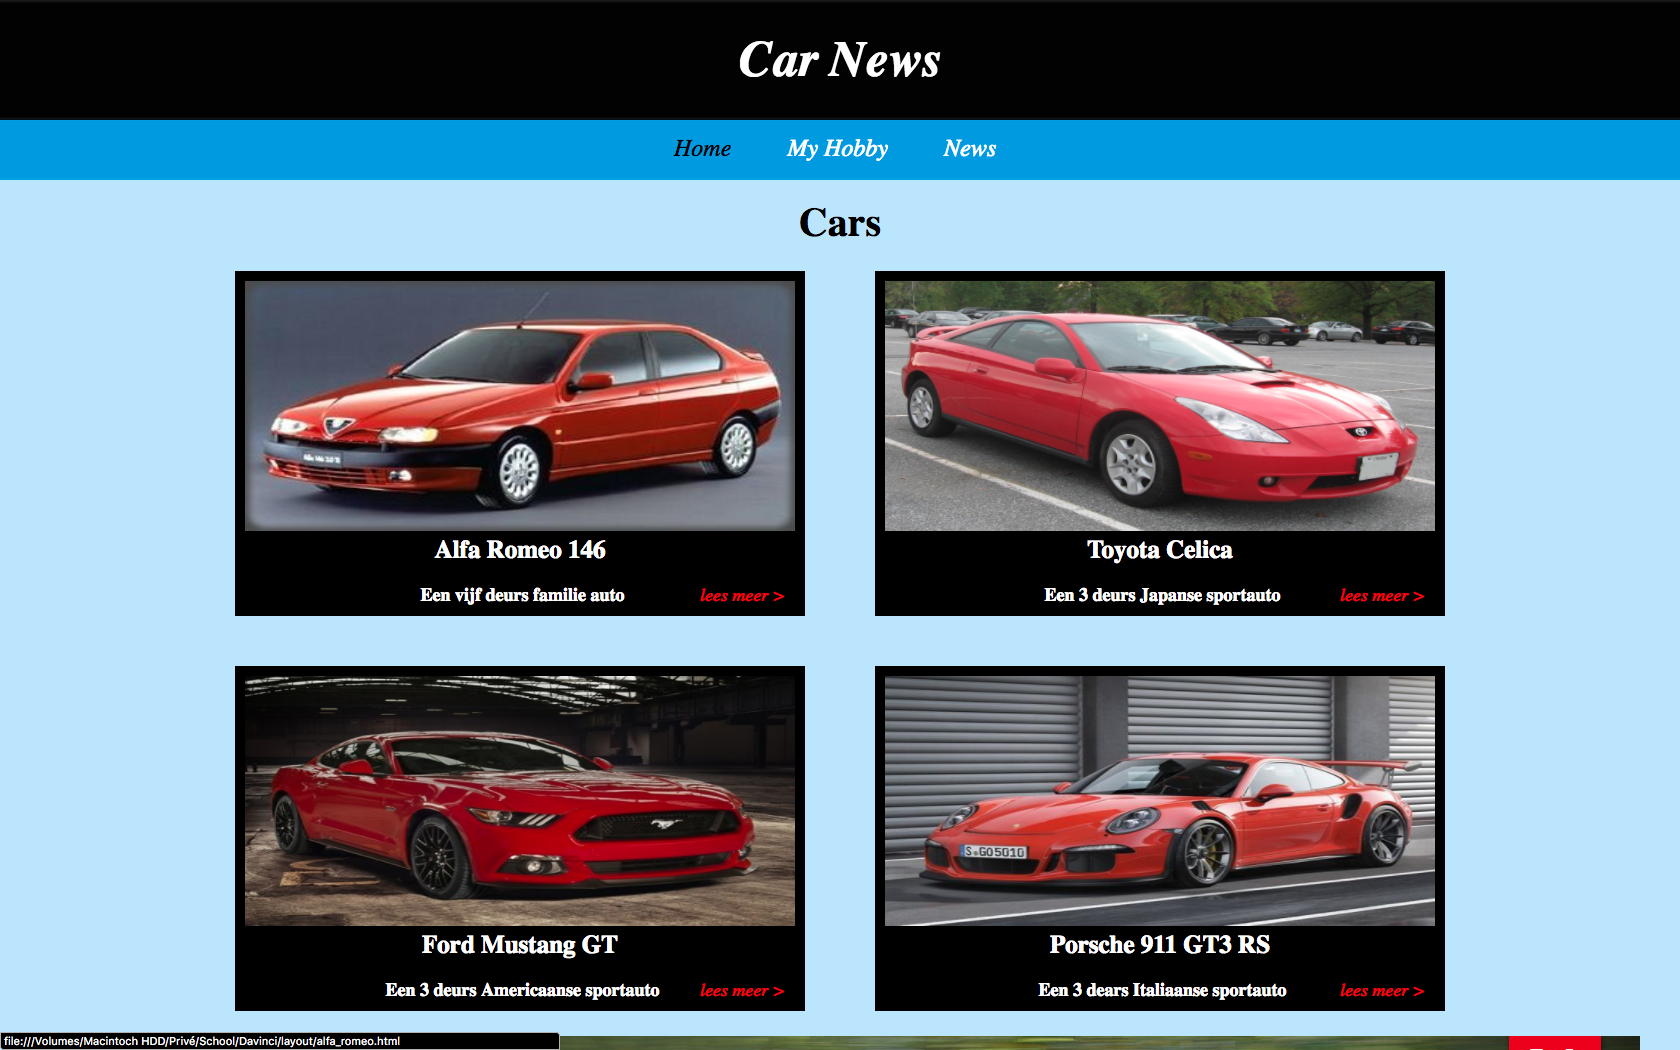 Car News
Home My Hobby News
Cars
Alfa Romeo 146
Een vijf deurs familie auto lees meer >
Toyota Celica
Een 3 deurs Japanse sportauto lees meer >
Ford Mustang GT
Een 3 deurs Americaanse sportauto lees meer >
S GO5010
Porsche 911 GT3 RS
Een 3 dears Italiaanse sportauto lees meer >
file:///Volumes/Macintoch HDD/Privé/School/Davinci/layout/alfa_romeo.html